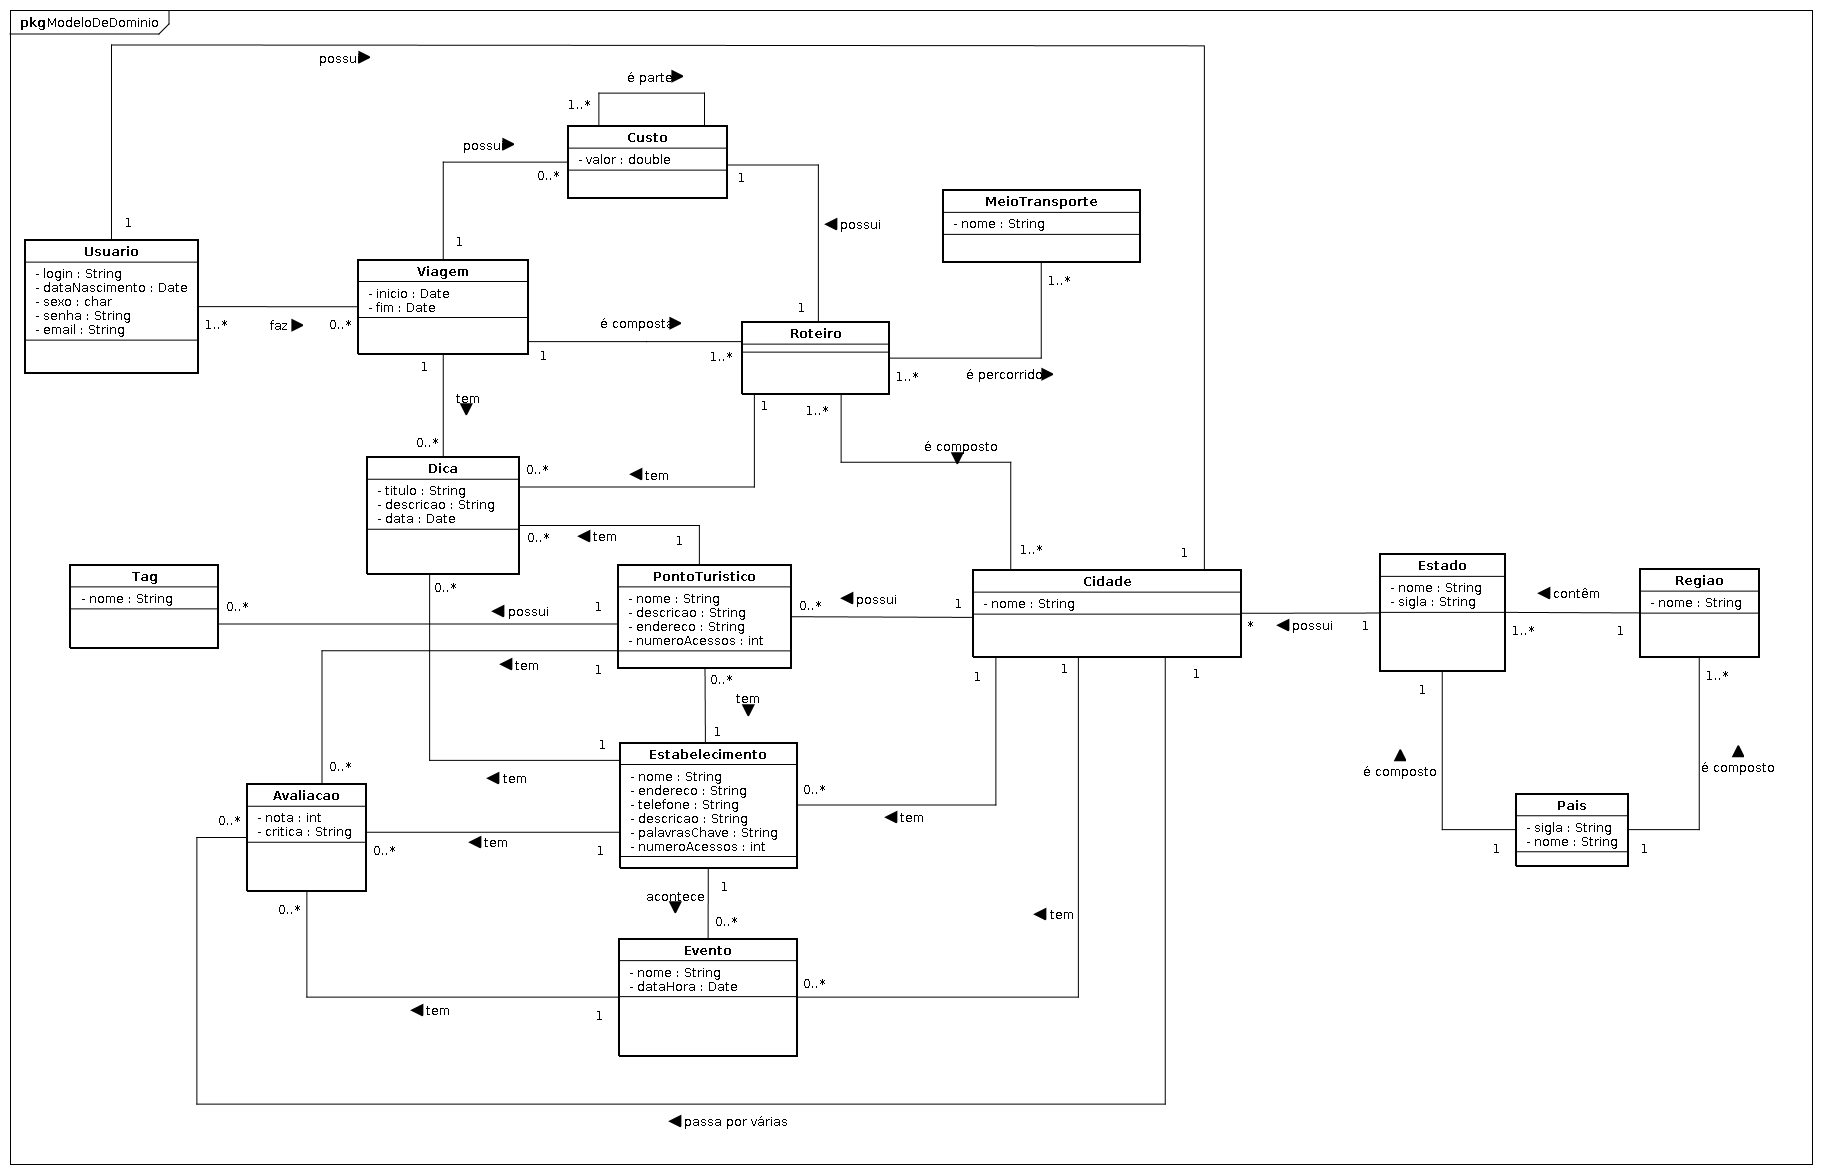 pkg ModeloDeDominio
possui
é parte
1..*
Custo
- valor : double
possui
0..*
1
1
1
possui
MeioTransporte
- nome : String
1..*
Usuario
- login : String
- dataNascimento : Date
- sexo : char
- senha : String
- email : String
1..*
faz
0..*
Viagem
- inicio : Date
- fim : Date
1
é composta
1
1..*
Roteiro
1..*
é percorrido
1
tem
1
1..*
é composto
0..*
Dica
- titulo : String
- descricao : String
- data : Date
0..*
tem
0..*
tem
1
1..*
1
Tag
- nome : String
0..*
0..*
possui
1
PontoTuristico
- nome : String
- descricao : String
- endereco : String
- numeroAcessos : int
0..*
possui
1
Cidade
- nome : String
*
possui
1
Estado
- nome : String
- sigla : String
contêm
1..*
1
Regiao
- nome : String
tem
1
0..*
tem
1
1
1
1
1
1..*
0..*
tem
1
Estabelecimento
- nome : String
- endereco : String
- telefone : String
- descricao : String
- palavrasChave : String
- numeroAcessos : int
0..*
tem
é composto
é composto
Pais
- sigla : String
- nome : String
1
1
0..*
Avaliacao
- nota : int
- critica : String
0..*
tem
1
0..*
acontece
1
0..*
tem
Evento
- nome : String
- dataHora : Date
0..*
tem
1
passa por várias